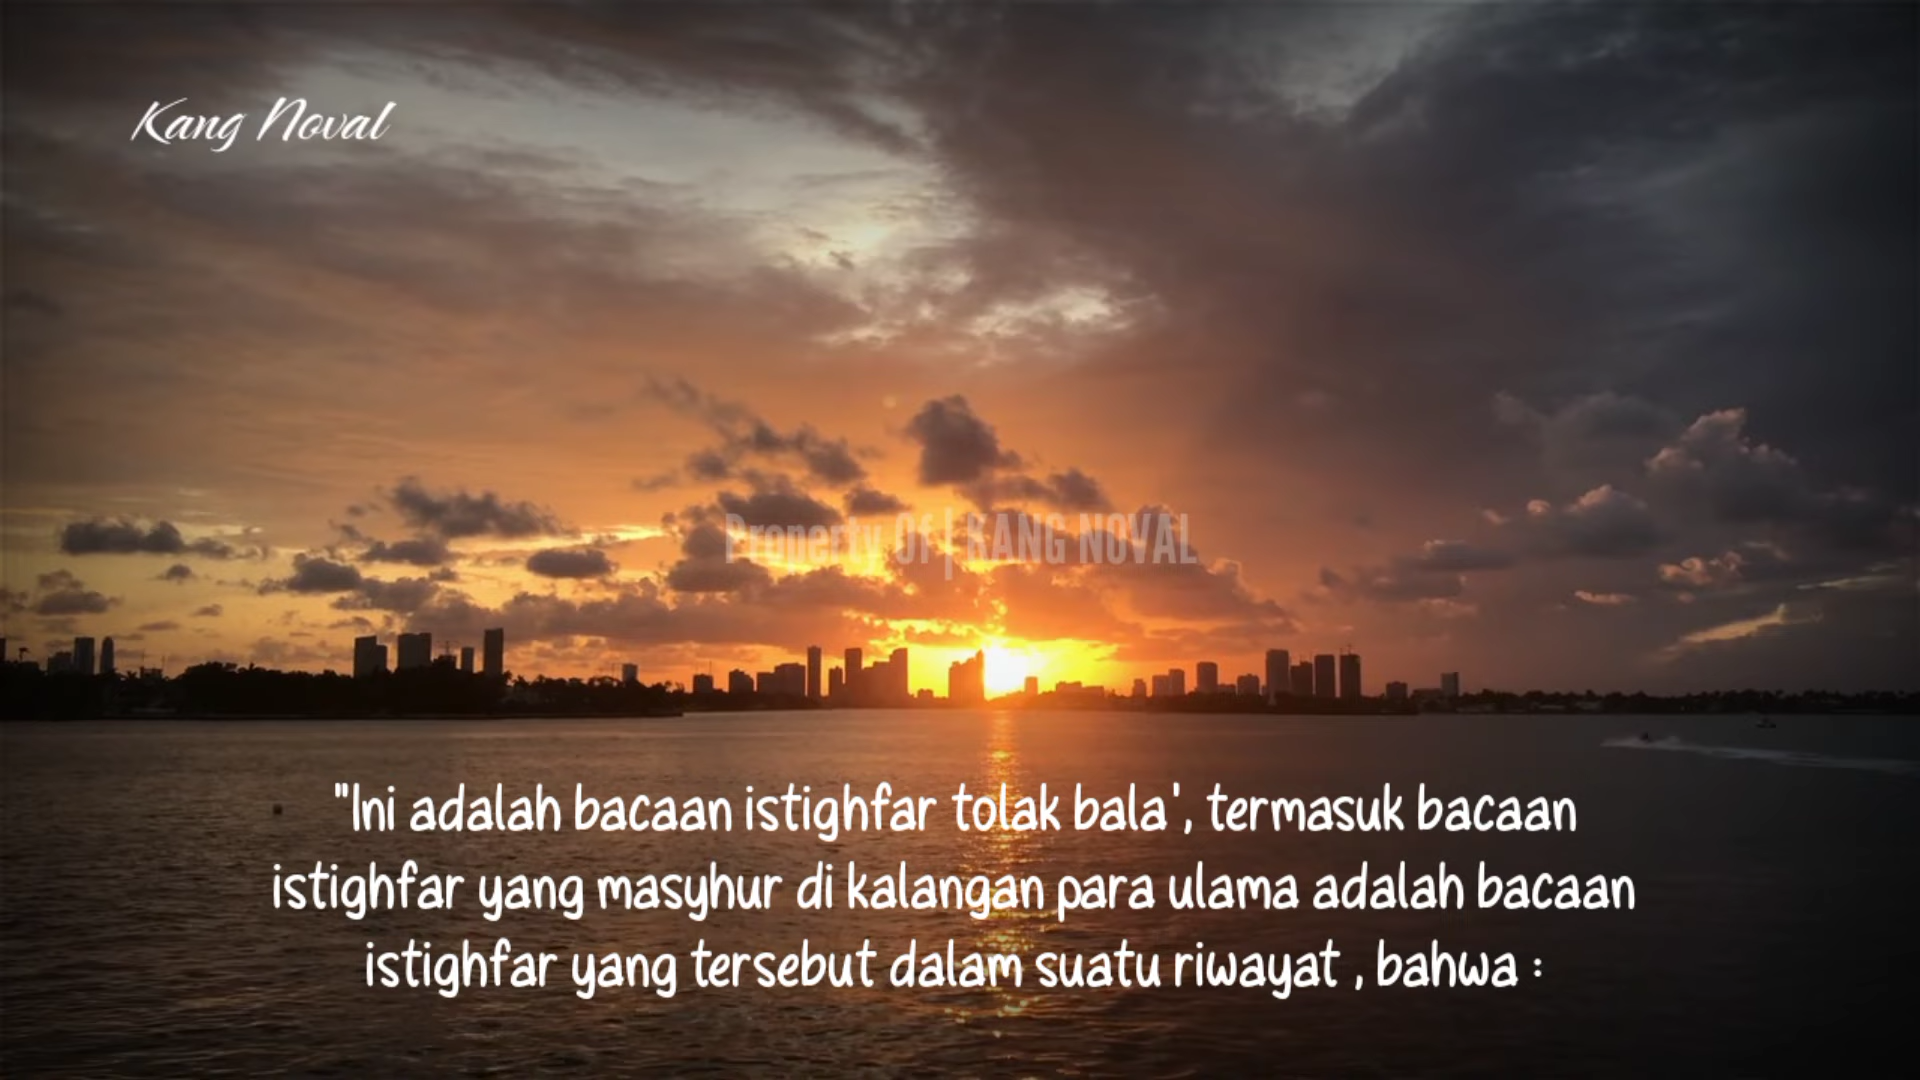 Kang Noval
Property Of | KANG NOVAL
"Ini adalah bacaan istighfar tolak bala', termasuk bacaan
istighfar yang masyhur di kalangan para ulama adalah bacaan
istighfar yang tersebut dalam suatu riwayat , bahwa :